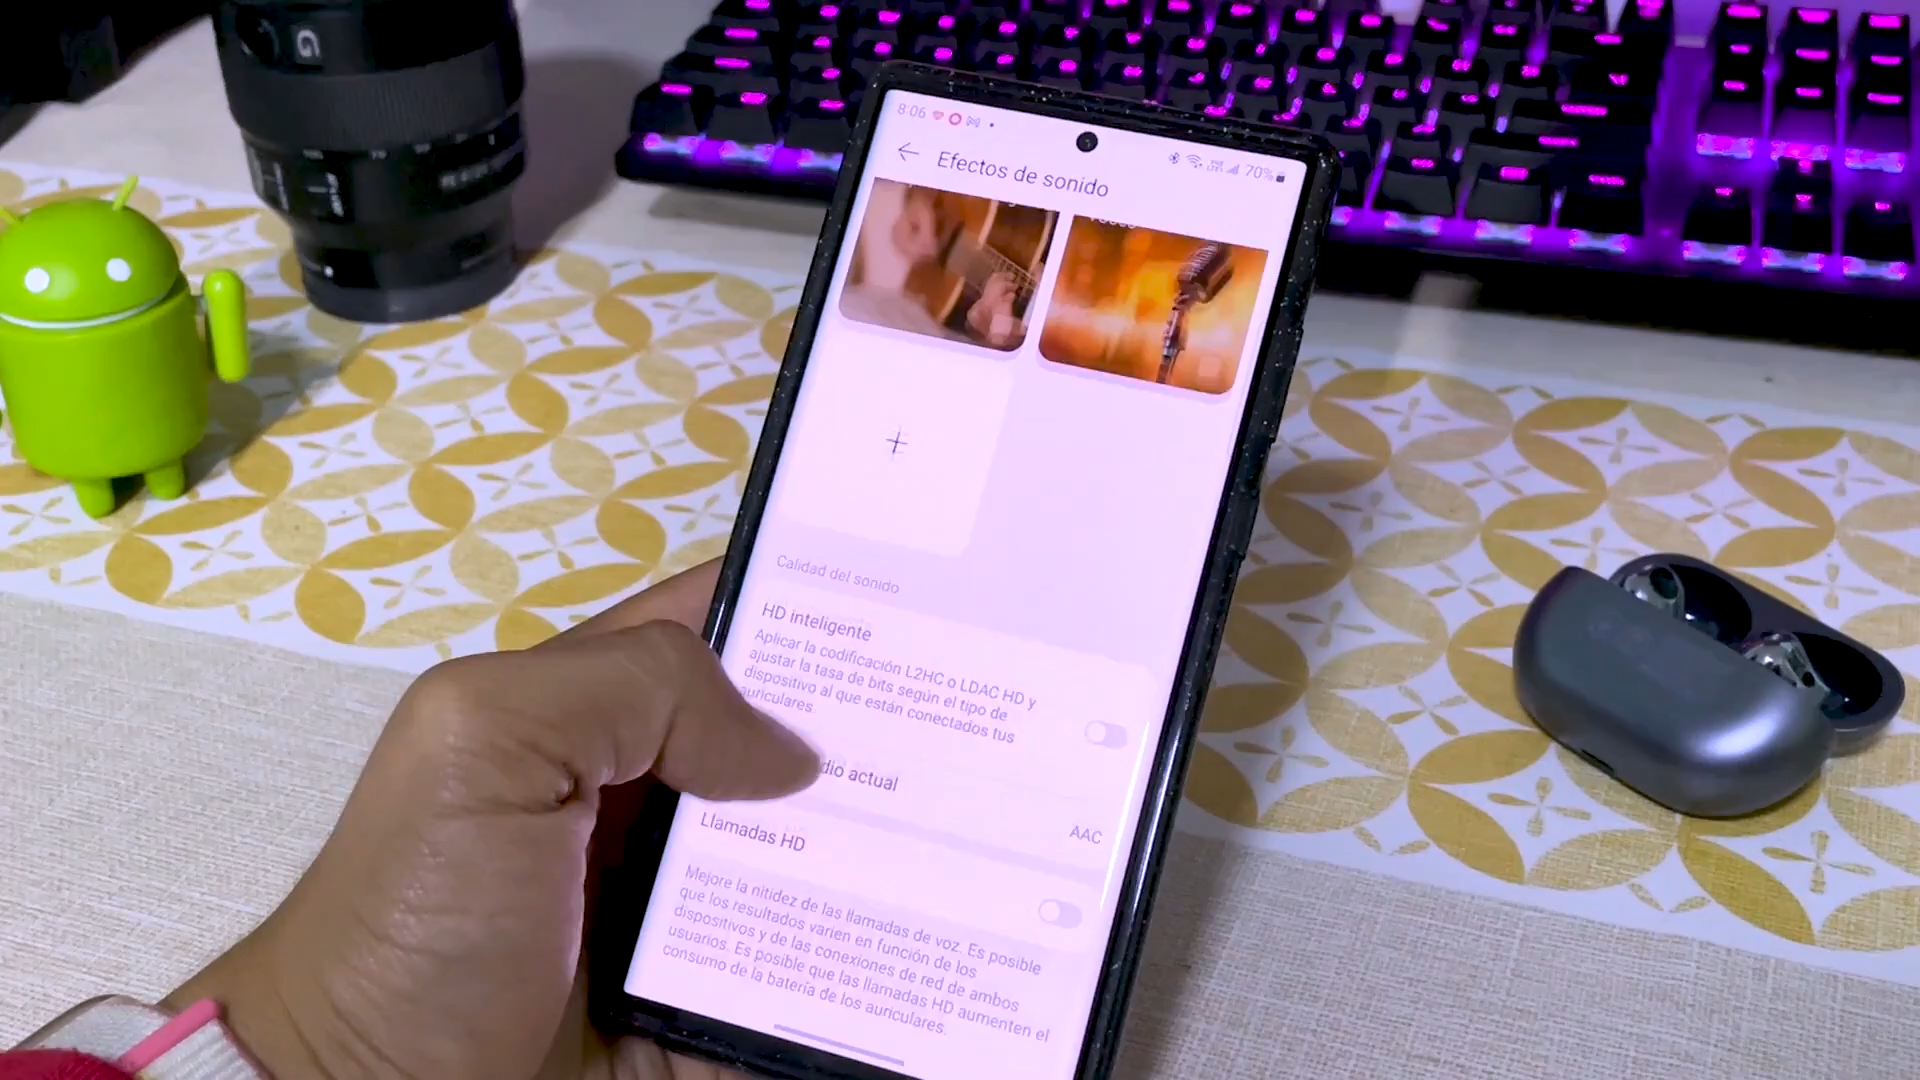 G
8:06
70%
Efectos de sonido
Calidad del sonido
HD inteligente
Aplicar la codificación L2HC o LDAC HD y
ajustar la tasa de bits según el tipo de
dispositivo al que están conectados tus
auriculares.
dio actual
AAC
Llamadas HD
Mejore la nitidez de las llamadas de voz. Es posible
que los resultados varíen en función de los
dispositivos y de las conexiones de red de ambos
usuarios. Es posible que las llamadas HD aumenten el
consumo de la batería de los auriculares.